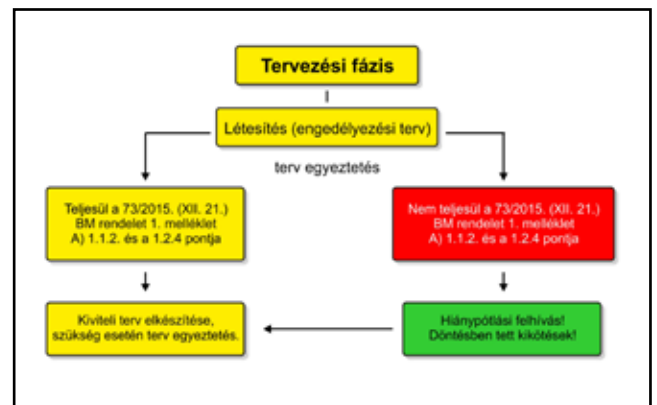 Tervezési fázis
Létesítés (engedélyezési terv)
terv egyeztetés
Teljesül a 73/2015. (XII. 21.)
BM rendelet 1. melléklet
A) 1.1.2. és a 1.2.4 pontja
Nem teljesül a 73/2015. (XII. 21.)
BM rendelet 1. melléklet
A) 1.1.2. és a 1.2.4 pontja
Kiviteli terv elkészítése,
szükség esetén terv egyeztetés.
Hiánypótlási felhívás!
Döntésben tett kikötések!